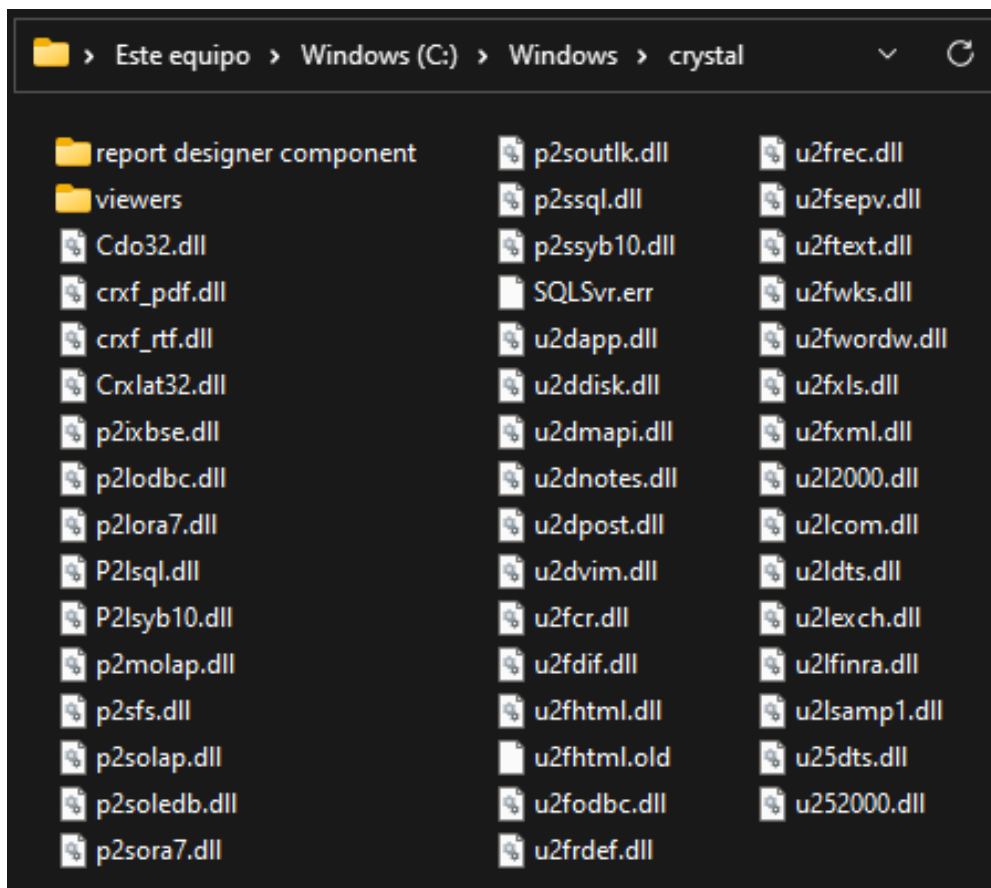 Este equipo > Windows (C:) > Windows > crystal
report designer component
viewers
Cdo32.dll
crxf_pdf.dll
crxf_rtf.dll
Crxlat32.dll
p2ixbse.dll
p2lodbc.dll
p2lora7.dll
P2lsql.dll
P2lsyb10.dll
p2molap.dll
p2sfs.dll
p2solap.dll
p2soledb.dll
p2sora7.dll
p2soutlk.dll
p2ssql.dll
p2ssyb10.dll
SQLSvr.err
u2dapp.dll
u2ddisk.dll
u2dmapi.dll
u2dnotes.dll
u2dpost.dll
u2dvim.dll
u2fcr.dll
u2fdif.dll
u2fhtml.dll
u2fhtml.old
u2fodbc.dll
u2frdef.dll
u2frec.dll
u2fsepv.dll
u2ftext.dll
u2fwks.dll
u2fwordw.dll
u2fxls.dll
u2fxml.dll
u2l2000.dll
u2lcom.dll
u2ldts.dll
u2lexch.dll
u2lfinra.dll
u2lsamp1.dll
u25dts.dll
u252000.dll